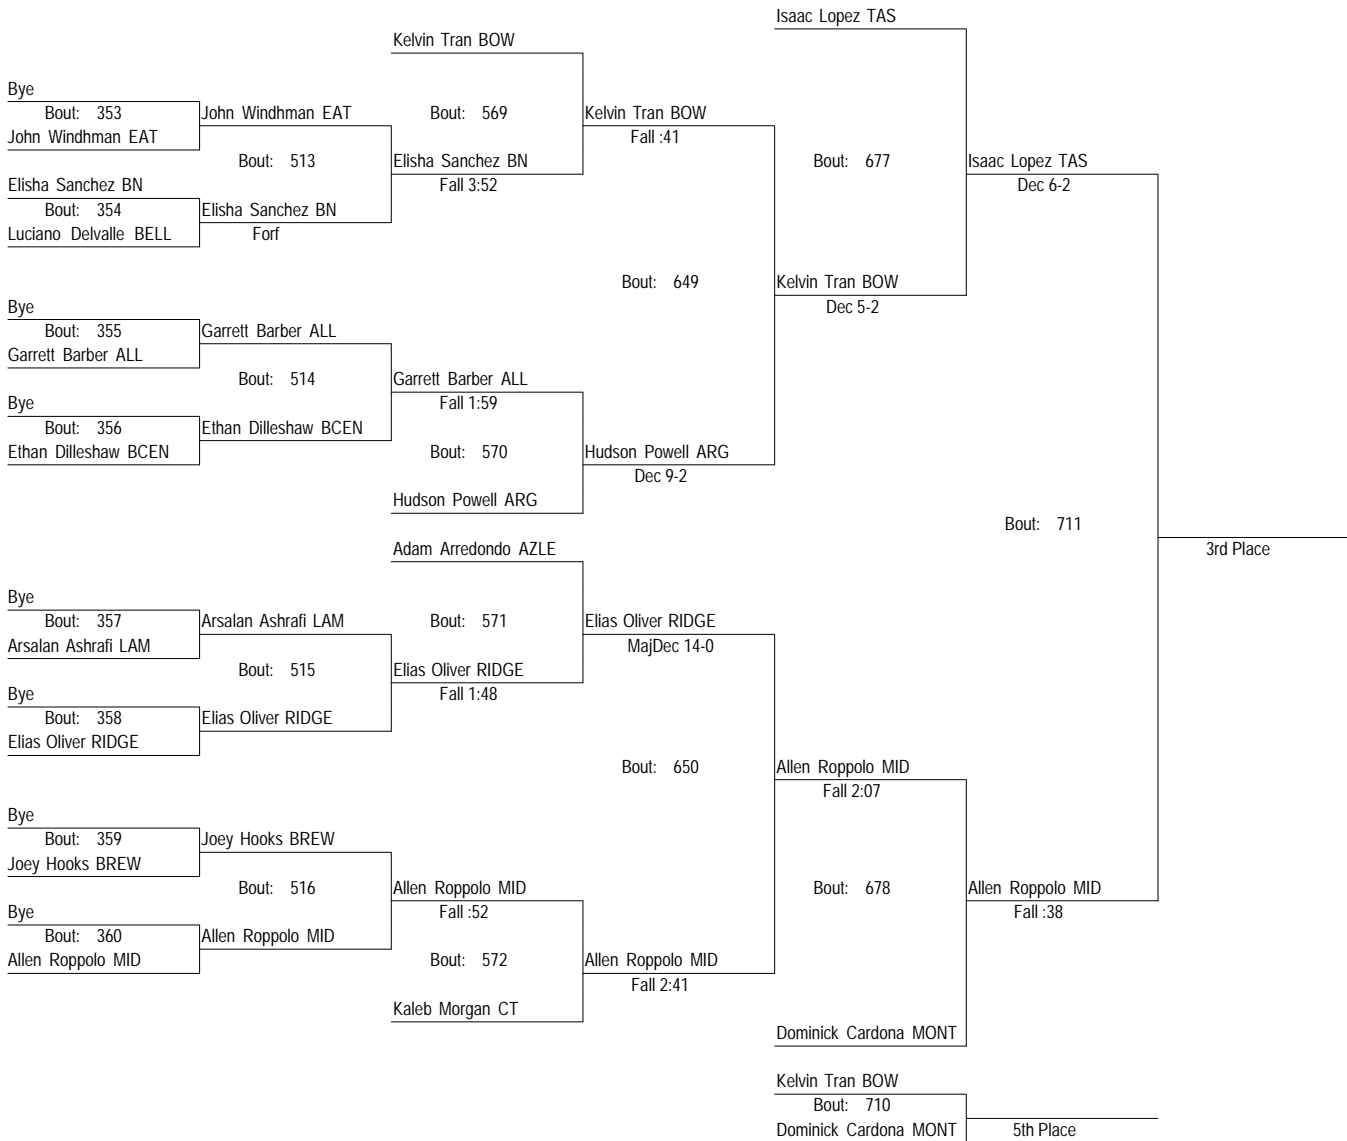 Isaac Lopez TAS
Kelvin Tran BOW
Bye
Bout: 353
John Windhman EAT
Bout: 569
Kelvin Tran BOW
John Windhman EAT
Fall :41
Bout: 513
Elisha Sanchez BN
Bout: 677
Isaac Lopez TAS
Elisha Sanchez BN
Fall 3:52
Dec 6-2
Bout: 354
Elisha Sanchez BN
Luciano Delvalle BELL
Forf
Bout: 649
Kelvin Tran BOW
Bye
Dec 5-2
Bout: 355
Garrett Barber ALL
Garrett Barber ALL
Bout: 514
Garrett Barber ALL
Bye
Fall 1:59
Bout: 356
Ethan Dilleshaw BCEN
Ethan Dilleshaw BCEN
Bout: 570
Hudson Powell ARG
Dec 9-2
Hudson Powell ARG
Bout: 711
Adam Arredondo AZLE
3rd Place
Bye
Bout: 357
Arsalan Ashrafi LAM
Bout: 571
Elias Oliver RIDGE
Arsalan Ashrafi LAM
MajDec 14-0
Bout: 515
Elias Oliver RIDGE
Bye
Fall 1:48
Bout: 358
Elias Oliver RIDGE
Elias Oliver RIDGE
Bout: 650
Allen Roppolo MID
Fall 2:07
Bye
Bout: 359
Joey Hooks BREW
Joey Hooks BREW
Bout: 516
Allen Roppolo MID
Bout: 678
Allen Roppolo MID
Bye
Fall :52
Fall :38
Bout: 360
Allen Roppolo MID
Allen Roppolo MID
Bout: 572
Allen Roppolo MID
Fall 2:41
Kaleb Morgan CT
Dominick Cardona MONT
Kelvin Tran BOW
Bout: 710
Dominick Cardona MONT
5th Place